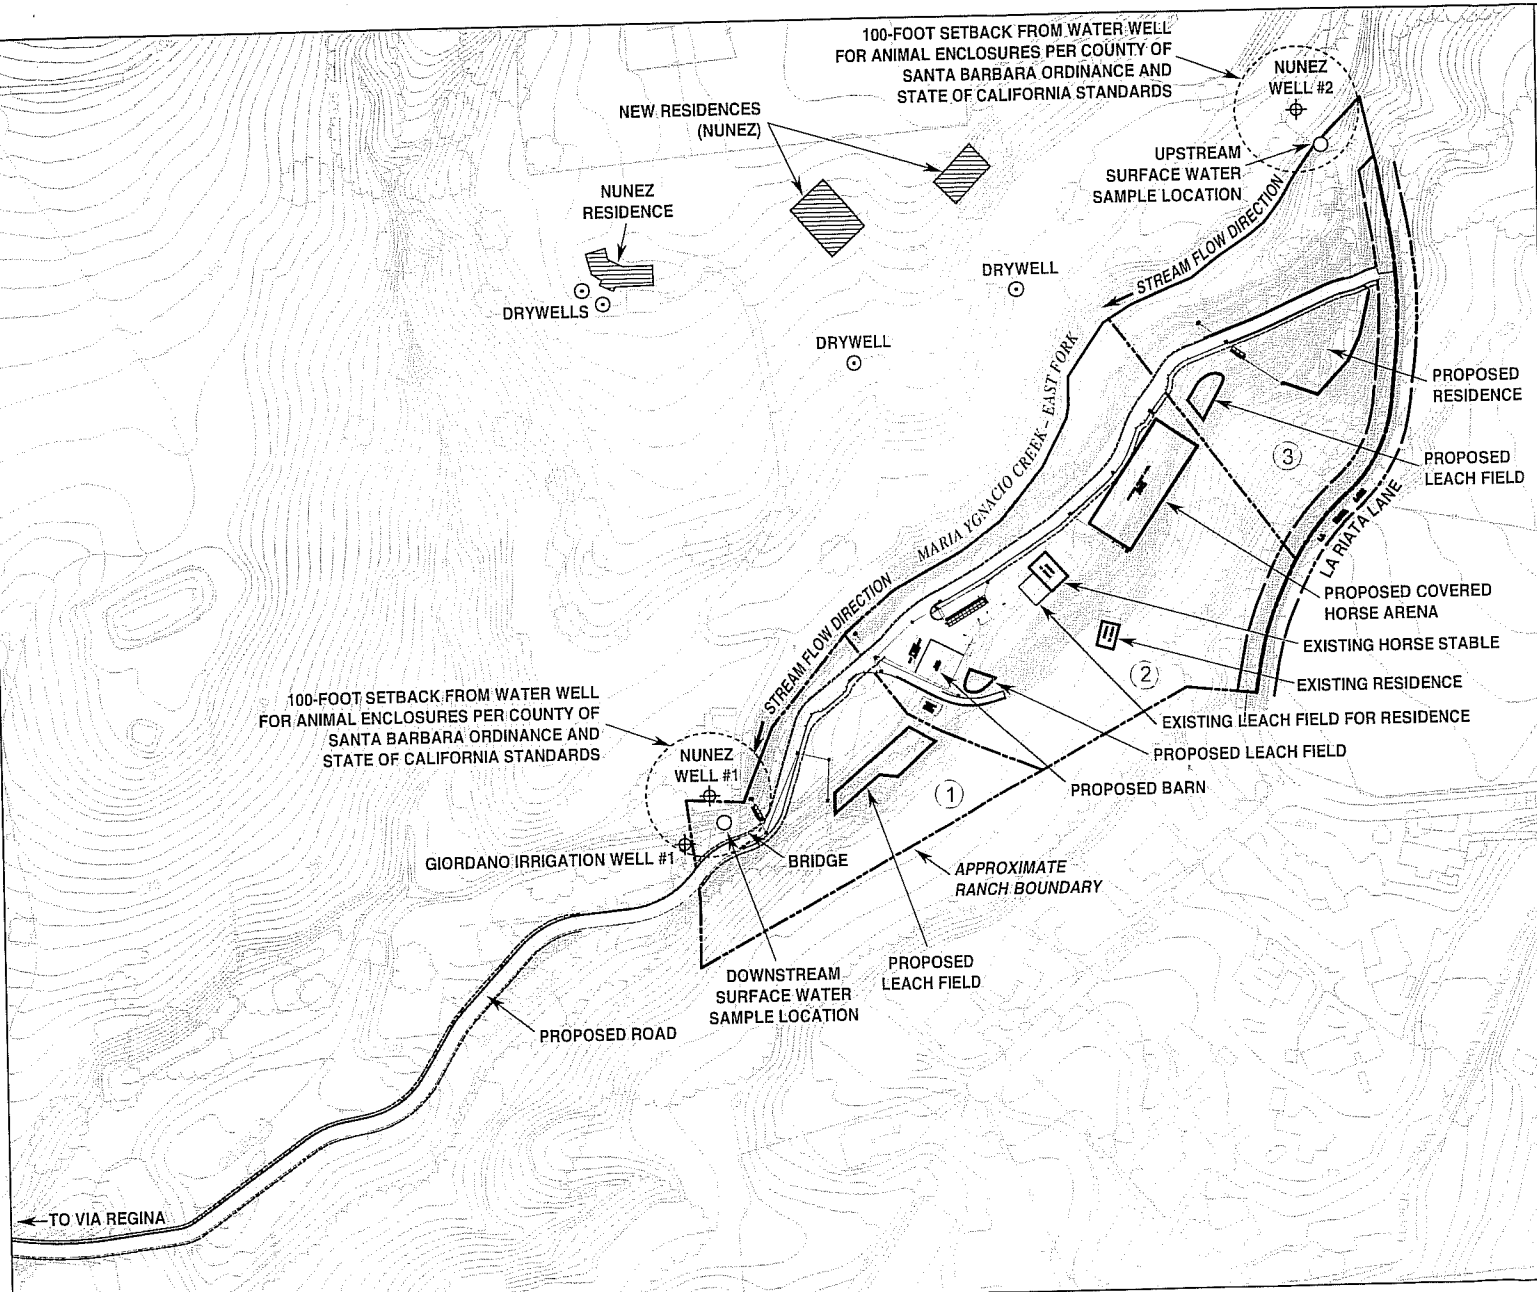 100-FOOT SETBACK FROM WATER WELL
FOR ANIMAL ENCLOSURES PER COUNTY OF
SANTA BARBARA ORDINANCE AND
STATE OF CALIFORNIA STANDARDS
NUNEZ
WELL #2
NEW RESIDENCES
(NUNEZ)
UPSTREAM
SURFACE WATER
SAMPLE LOCATION
NUNEZ
RESIDENCE
STREAM FLOW DIRECTION
DRYWELL
DRYWELLS
DRYWELL
MARIA YGNACIO CREEK - EAST FORK
PROPOSED
RESIDENCE
3
PROPOSED
LEACH FIELD
LA RIATA LANE
PROPOSED COVERED
HORSE ARENA
EXISTING HORSE STABLE
STREAM FLOW DIRECTION
2
EXISTING RESIDENCE
EXISTING LEACH FIELD FOR RESIDENCE
100-FOOT SETBACK FROM WATER WELL
FOR ANIMAL ENCLOSURES PER COUNTY OF
SANTA BARBARA ORDINANCE AND
STATE OF CALIFORNIA STANDARDS
NUNEZ
WELL #1
PROPOSED LEACH FIELD
PROPOSED BARN
1
GIORDANO IRRIGATION WELL #1
BRIDGE
APPROXIMATE
RANCH BOUNDARY
DOWNSTREAM
SURFACE WATER
SAMPLE LOCATION
PROPOSED
LEACH FIELD
PROPOSED ROAD
TO VIA REGINA